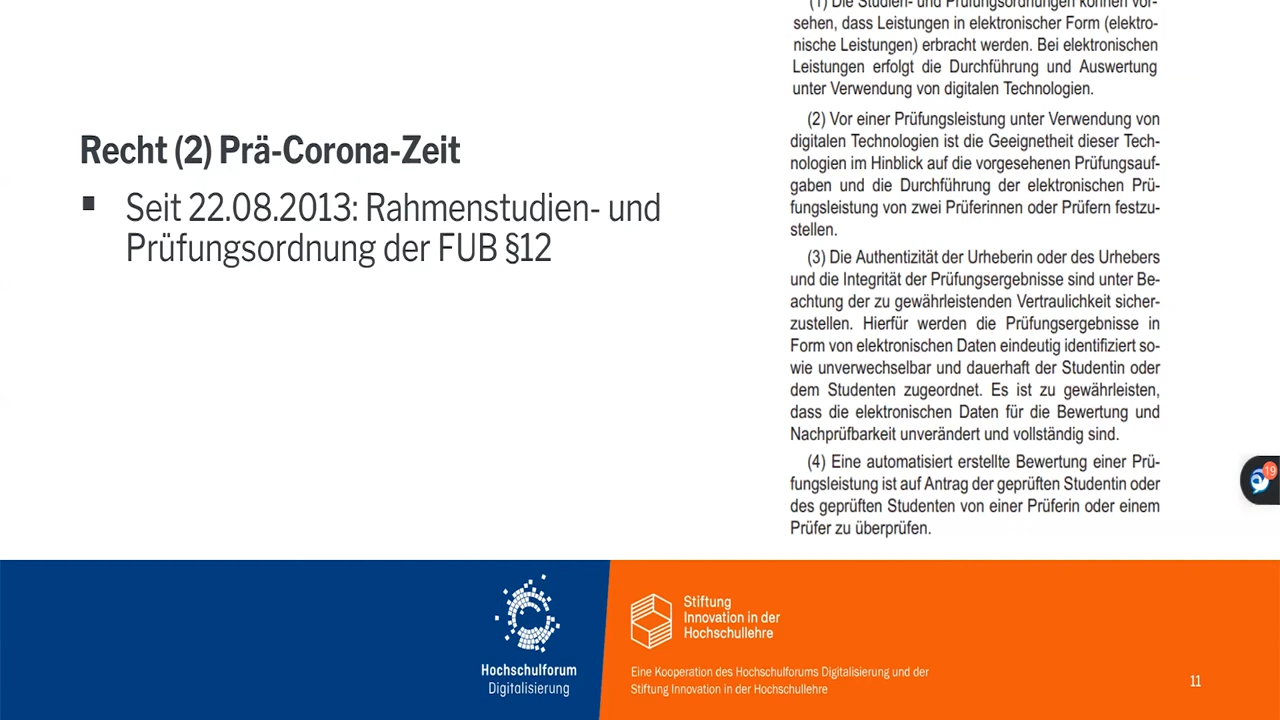 Recht (2) Prä-Corona-Zeit
▪ Seit 22.08.2013: Rahmenstudien- und
Prüfungsordnung der FUB §12
(1) Die Studien- und Prüfungsordnungen können vor-
sehen, dass Leistungen in elektronischer Form (elektro-
nische Leistungen) erbracht werden. Bei elektronischen
Leistungen erfolgt die Durchführung und Auswertung
unter Verwendung von digitalen Technologien.
(2) Vor einer Prüfungsleistung unter Verwendung von
digitalen Technologien ist die Geeignetheit dieser Tech-
nologien im Hinblick auf die vorgesehenen Prüfungsauf-
gaben und die Durchführung der elektronischen Prü-
fungsleistung von zwei Prüferinnen oder Prüfern festzu-
stellen.
(3) Die Authentizität der Urheberin oder des Urhebers
und die Integrität der Prüfungsergebnisse sind unter Be-
achtung der zu gewährleistenden Vertraulichkeit sicher-
zustellen. Hierfür werden die Prüfungsergebnisse in
Form von elektronischen Daten eindeutig identifiziert so-
wie unverwechselbar und dauerhaft der Studentin oder
dem Studenten zugeordnet. Es ist zu gewährleisten,
dass die elektronischen Daten für die Bewertung und
Nachprüfbarkeit unverändert und vollständig sind.
(4) Eine automatisiert erstellte Bewertung einer Prü-
fungsleistung ist auf Antrag der geprüften Studentin oder
des geprüften Studenten von einer Prüferin oder einem
Prüfer zu überprüfen.
19
Hochschulforum
Digitalisierung
Stiftung
Innovation in der
Hochschullehre
Eine Kooperation des Hochschulforums Digitalisierung und der
Stiftung Innovation in der Hochschullehre
11